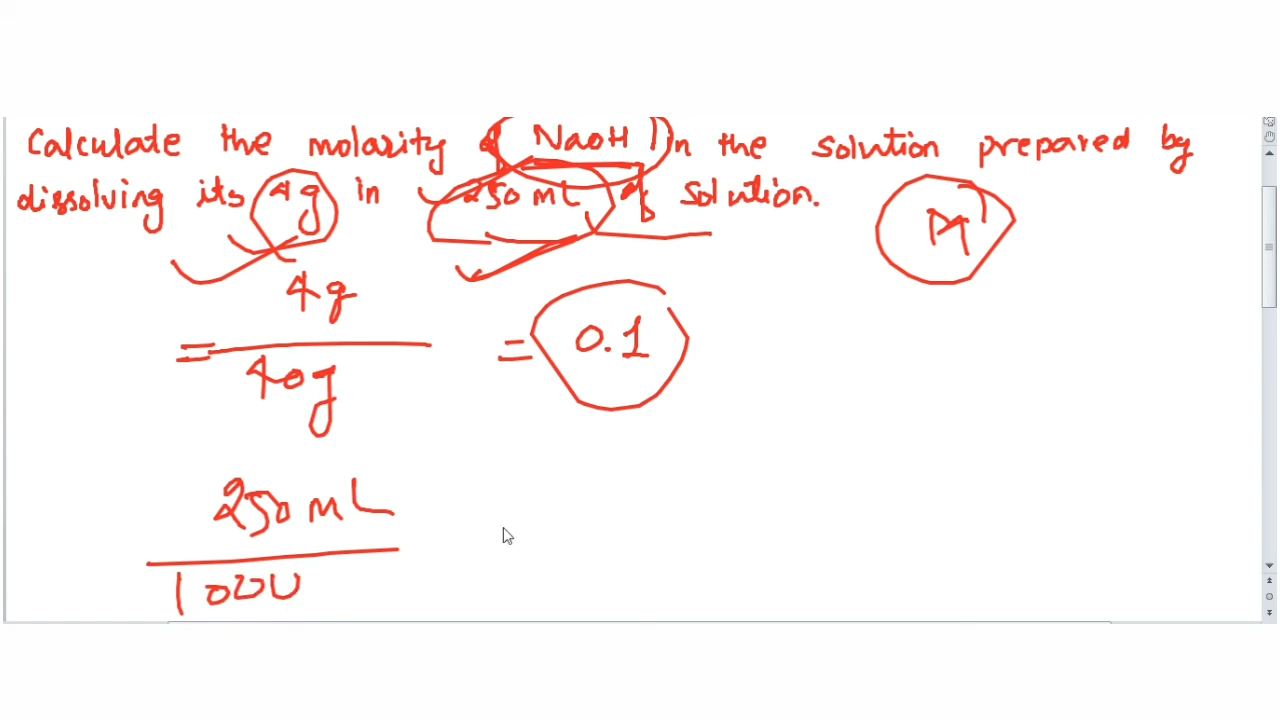 Calculate the molarity of NaOH in the solution prepared by
dissolving its 4g in 250 mL of solution.
M
4g
= 
40g
= 0.1
250 mL
1000